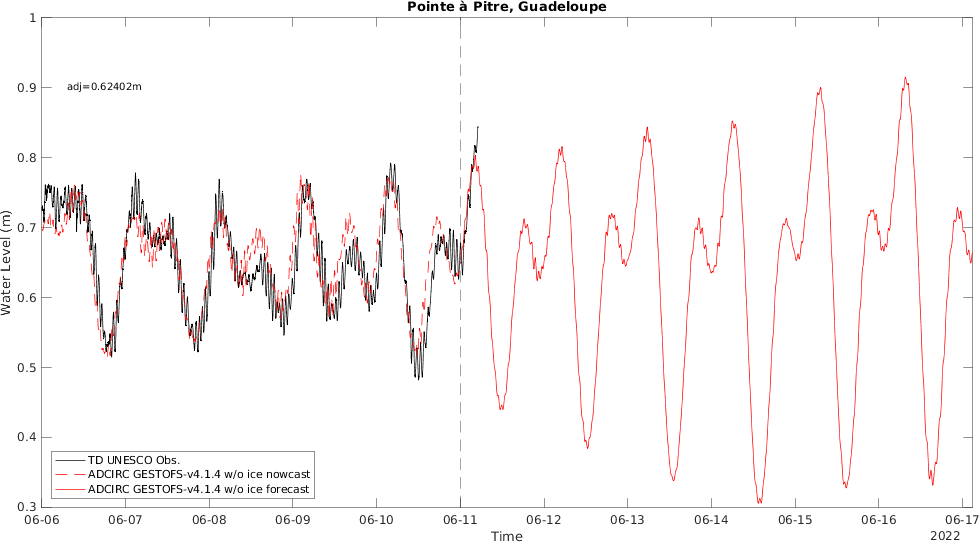 Pointe à Pitre, Guadeloupe
1
0.9
0.8
0.7
0.6
0.5
0.4
0.3
Water Level (m)
adj=0.62402m
TD UNESCO Obs.
ADCIRC GESTOFS-v4.1.4 w/o ice nowcast
ADCIRC GESTOFS-v4.1.4 w/o ice forecast
06-06 06-07 06-08 06-09 06-10 06-11 06-12 06-13 06-14 06-15 06-16 06-17
Time
2022